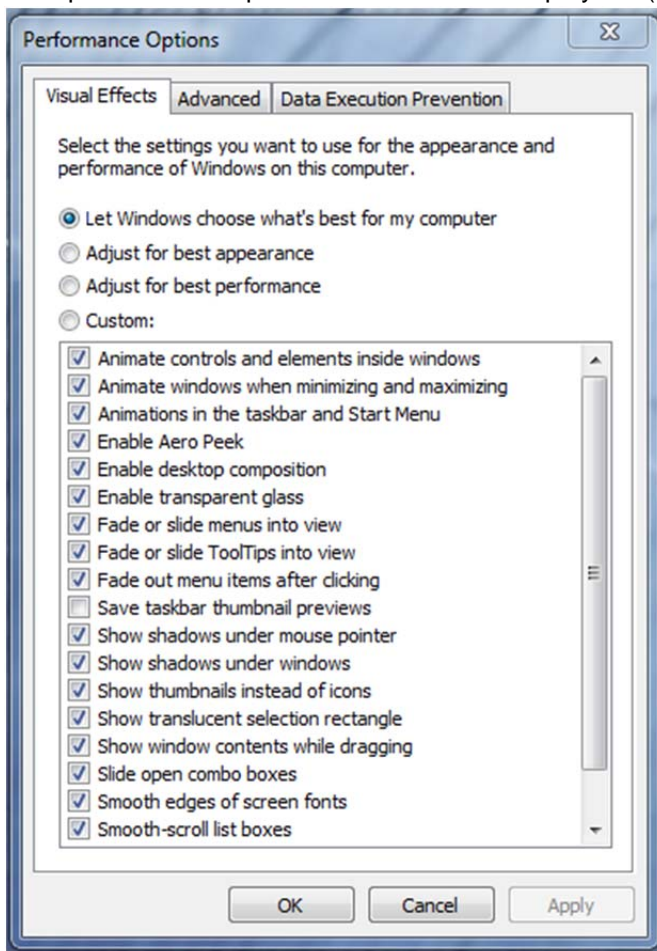 Performance Options
Visual Effects Advanced Data Execution Prevention
Select the settings you want to use for the appearance and
performance of Windows on this computer.
Let Windows choose what's best for my computer
Adjust for best appearance
Adjust for best performance
Custom:
Animate controls and elements inside windows
Animate windows when minimizing and maximizing
Animations in the taskbar and Start Menu
Enable Aero Peek
Enable desktop composition
Enable transparent glass
Fade or slide menus into view
Fade or slide ToolTips into view
Fade out menu items after clicking
Save taskbar thumbnail previews
Show shadows under mouse pointer
Show shadows under windows
Show thumbnails instead of icons
Show translucent selection rectangle
Show window contents while dragging
Slide open combo boxes
Smooth edges of screen fonts
Smooth-scroll list boxes
OK Cancel Apply